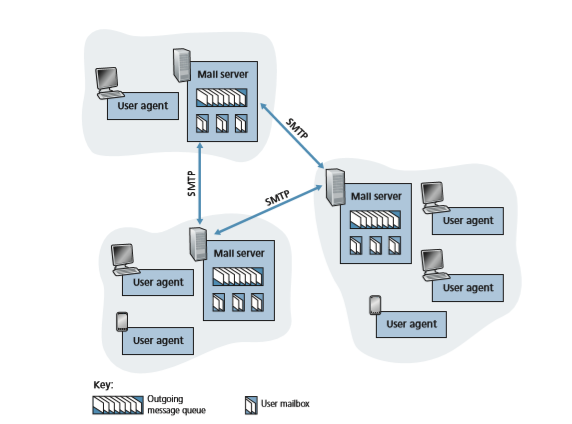 Mail server
User agent
SMTP
SMTP
SMTP
Mail server
User agent
Mail server
User agent
User agent
User agent
User agent
Key:
Outgoing
message queue
User mailbox